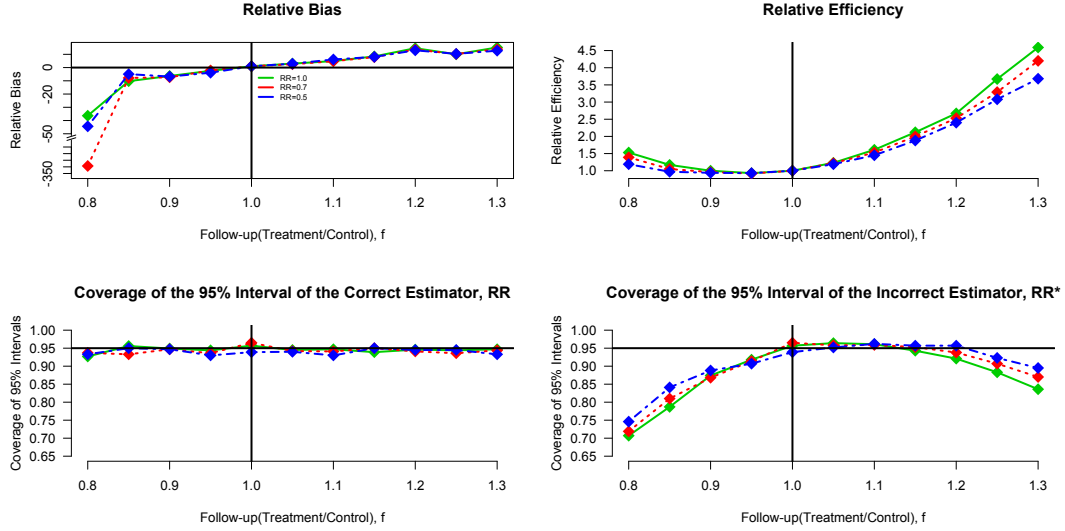 Relative Bias
Relative Bias
0
-20
-50
-350
RR=1.0
RR=0.7
RR=0.5
0.8 0.9 1.0 1.1 1.2 1.3
Follow-up(Treatment/Control), f
Relative Efficiency
Relative Efficiency
4.5
4.0
3.5
3.0
2.5
2.0
1.5
1.0
0.8 0.9 1.0 1.1 1.2 1.3
Follow-up(Treatment/Control), f
Coverage of the 95% Interval of the Correct Estimator, RR
Coverage of 95% Intervals
1.00
0.95
0.90
0.85
0.80
0.75
0.70
0.65
0.8 0.9 1.0 1.1 1.2 1.3
Follow-up(Treatment/Control), f
Coverage of the 95% Interval of the Incorrect Estimator, RR*
Coverage of 95% Intervals
1.00
0.95
0.90
0.85
0.80
0.75
0.70
0.65
0.8 0.9 1.0 1.1 1.2 1.3
Follow-up(Treatment/Control), f